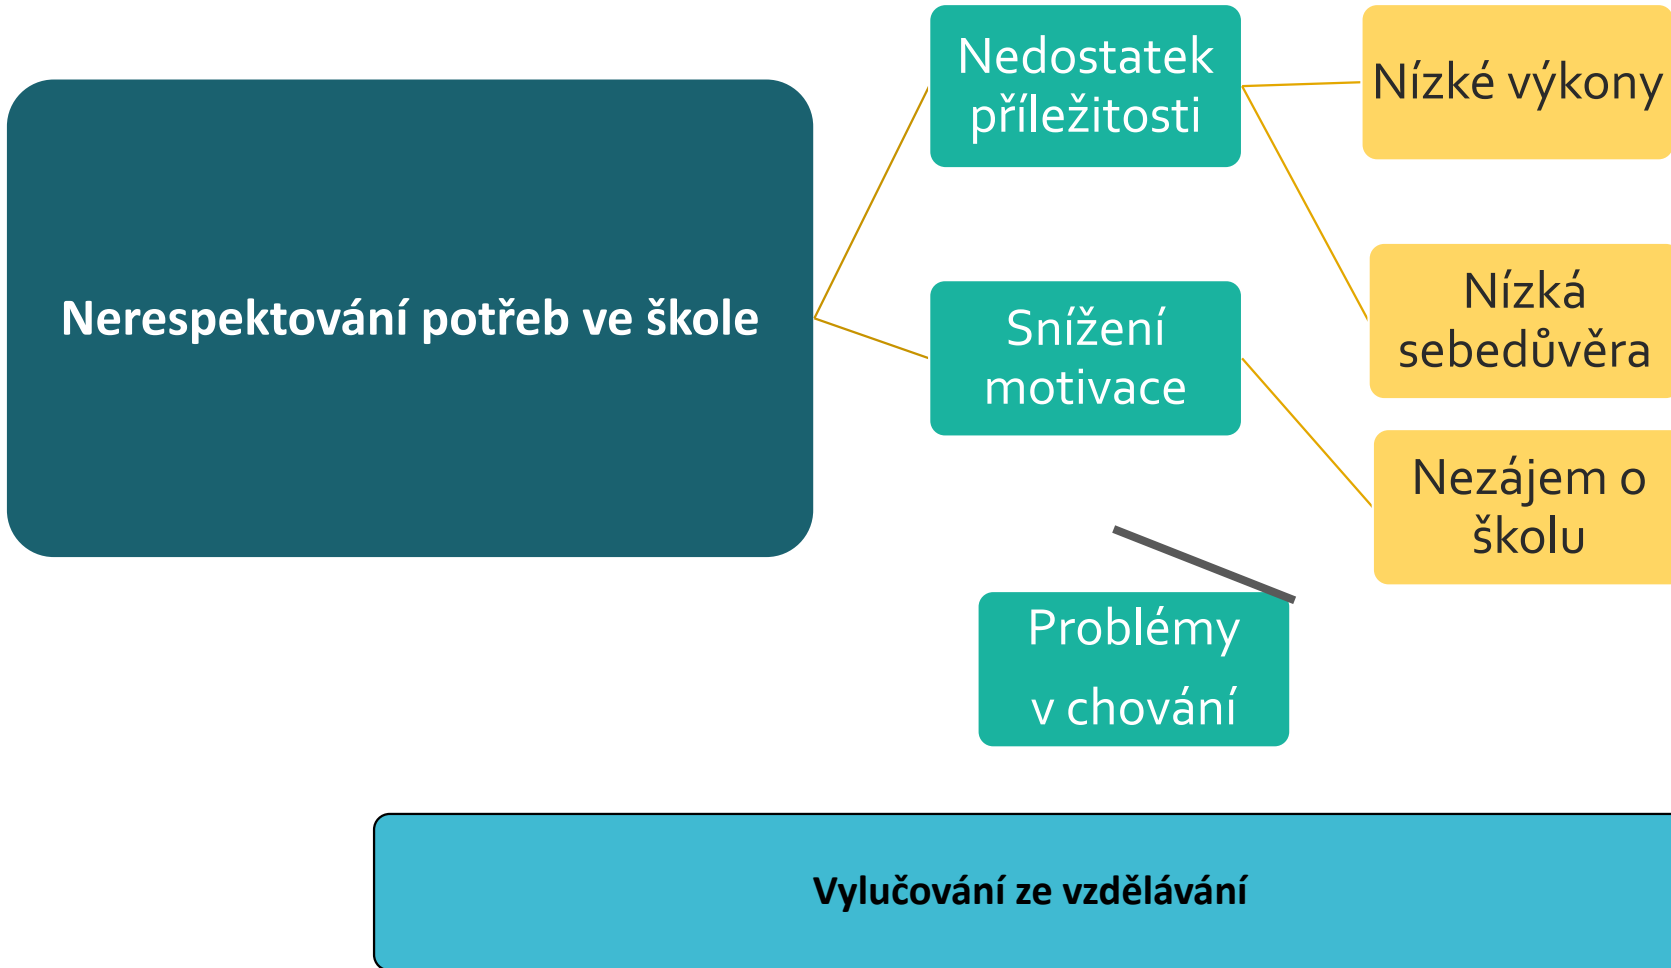 Nerespektování potřeb ve škole
Nedostatek
příležitosti
Snížení
motivace
Problémy
v chování
Nízké výkony
Nízká
sebedůvěra
Nezájem o
školu
Vylučování ze vzdělávání